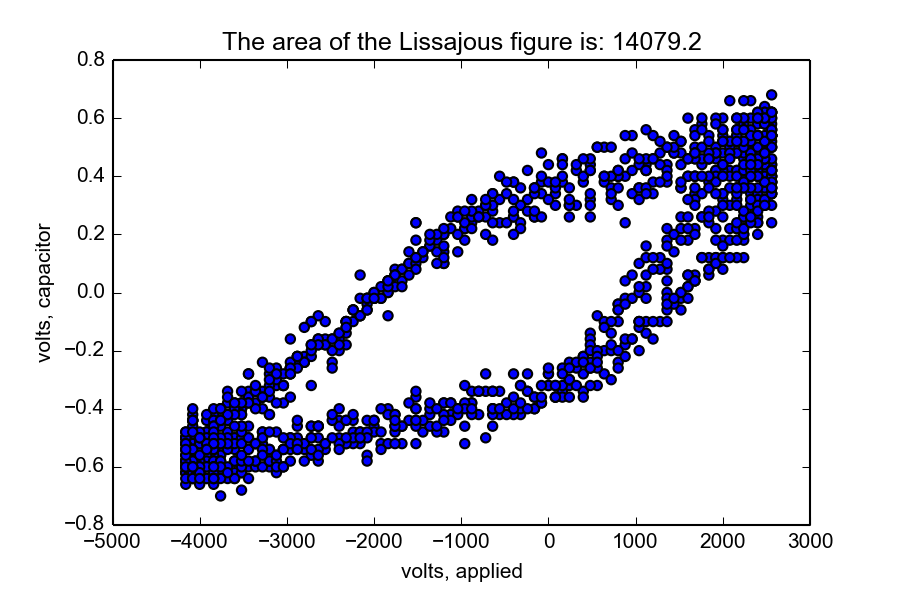 The area of the Lissajous figure is: 14079.2
0.8
0.6
0.4
0.2
0.0
−0.2
−0.4
−0.6
−0.8
volts, capacitor
−5000 −4000 −3000 −2000 −1000 0 1000 2000 3000
volts, applied